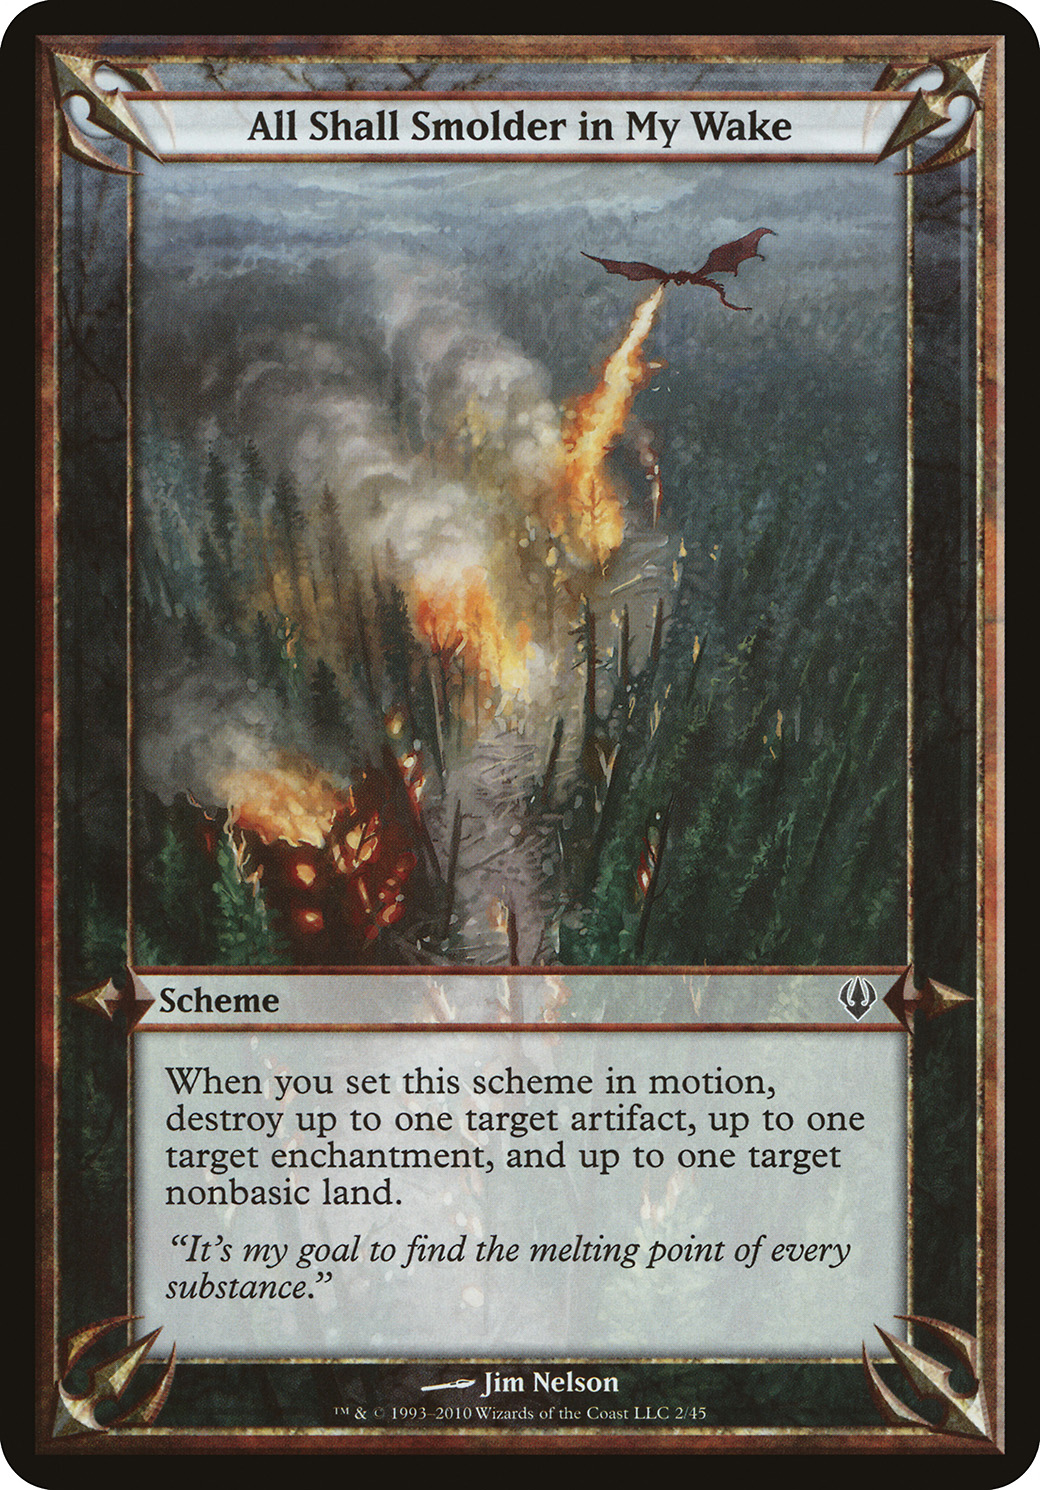 All Shall Smolder in My Wake
Scheme
When you set this scheme in motion,
destroy up to one target artifact, up to one
target enchantment, and up to one target
nonbasic land.
“It’s my goal to find the melting point of every
substance.”
Jim Nelson
™ & © 1993–2010 Wizards of the Coast LLC 2/45